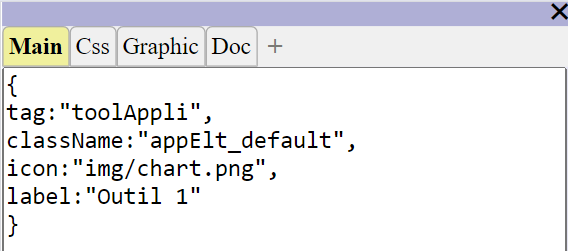 Main Css Graphic Doc +
{
tag:"toolAppli",
className:"appElt_default",
icon:"img/chart.png",
label:"Outil 1"
}